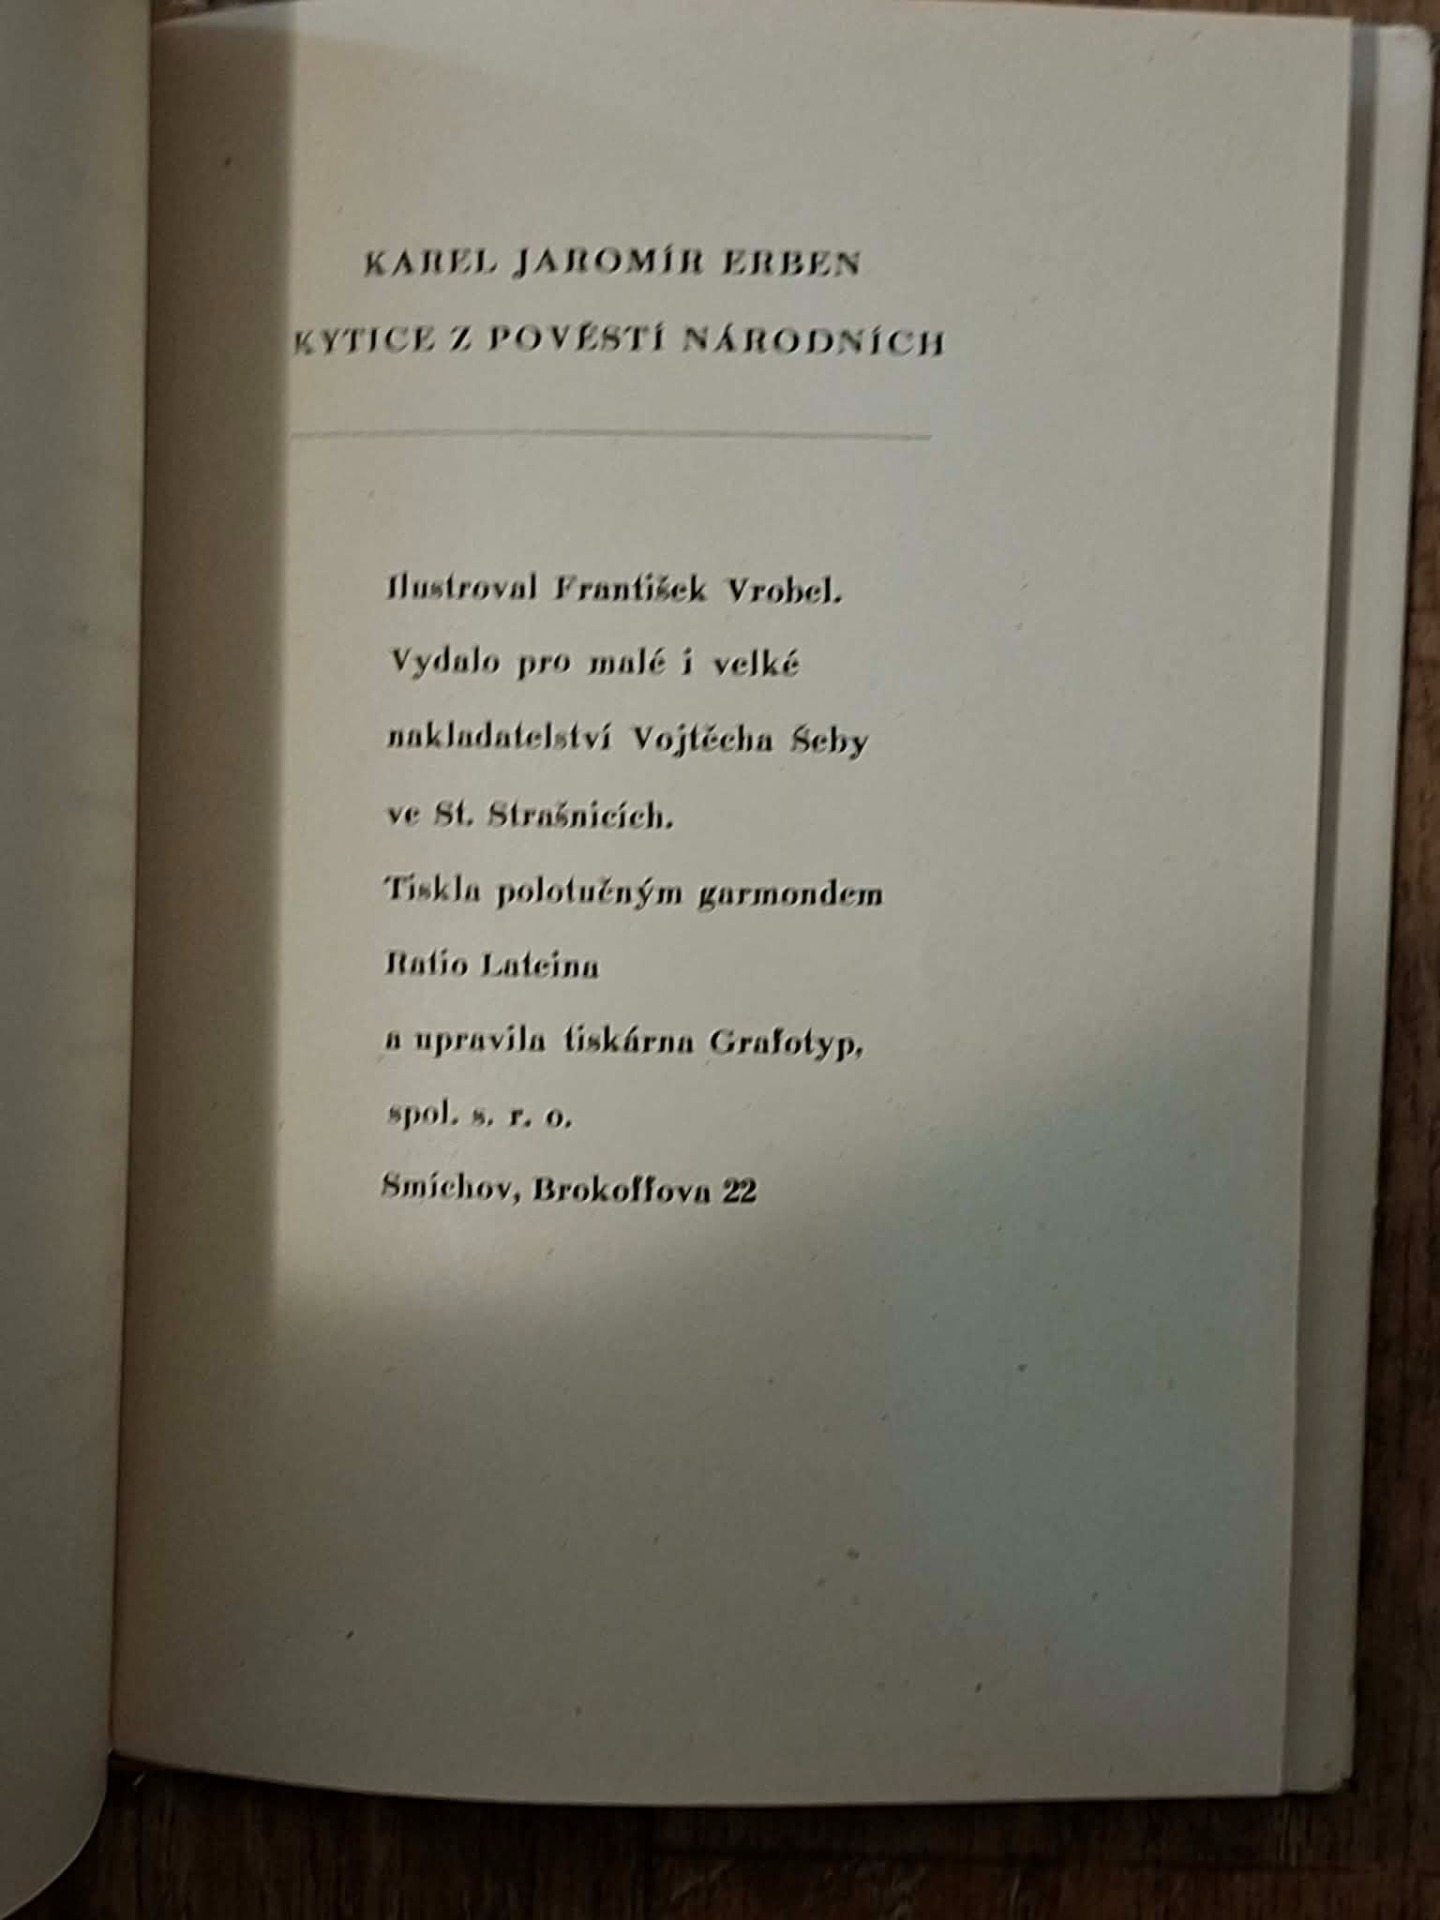 KAREL JAROMÍR ERBEN
KYTICE Z POVĚSTÍ NÁRODNÍCH
Ilustroval František Vrobel.
Vydalo pro malé i velké
nakladatelství Vojtěcha Šeby
ve St. Strašnicích.
Tiskla polotučným garmondem
Ratio Lateina
a upravila tiskárna Grafotyp,
spol. s. r. o.
Smíchov, Brokoffova 22